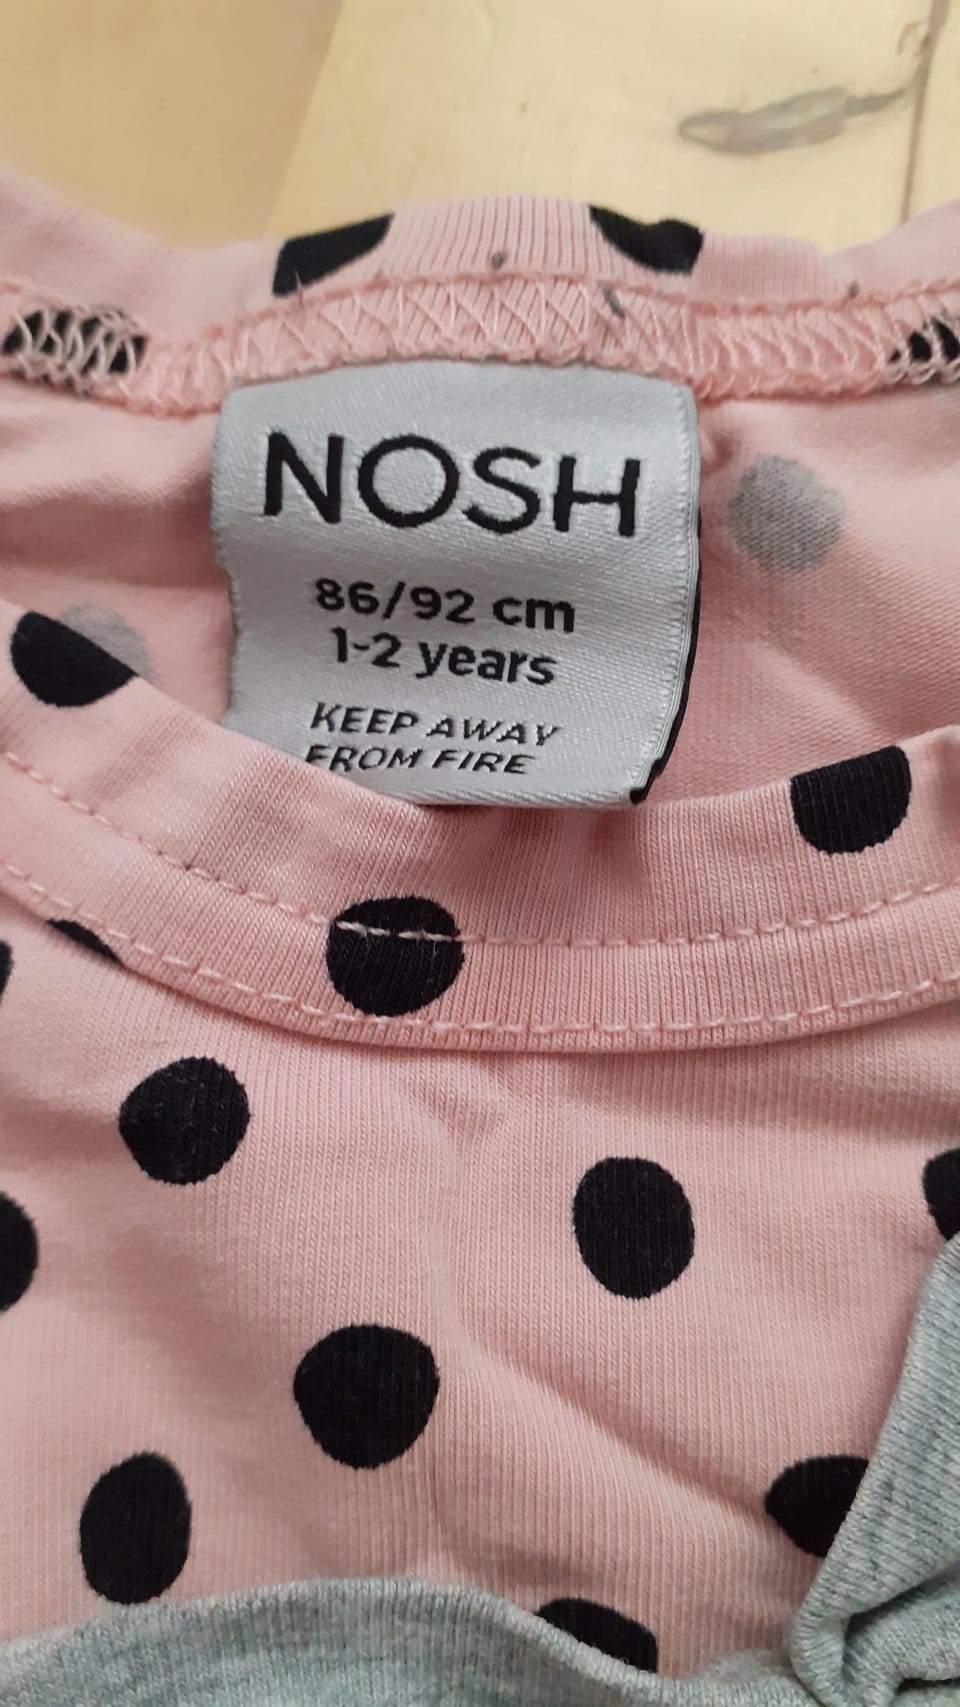 NOSH
86/92 cm
1-2 years
KEEP AWAY
FROM FIRE